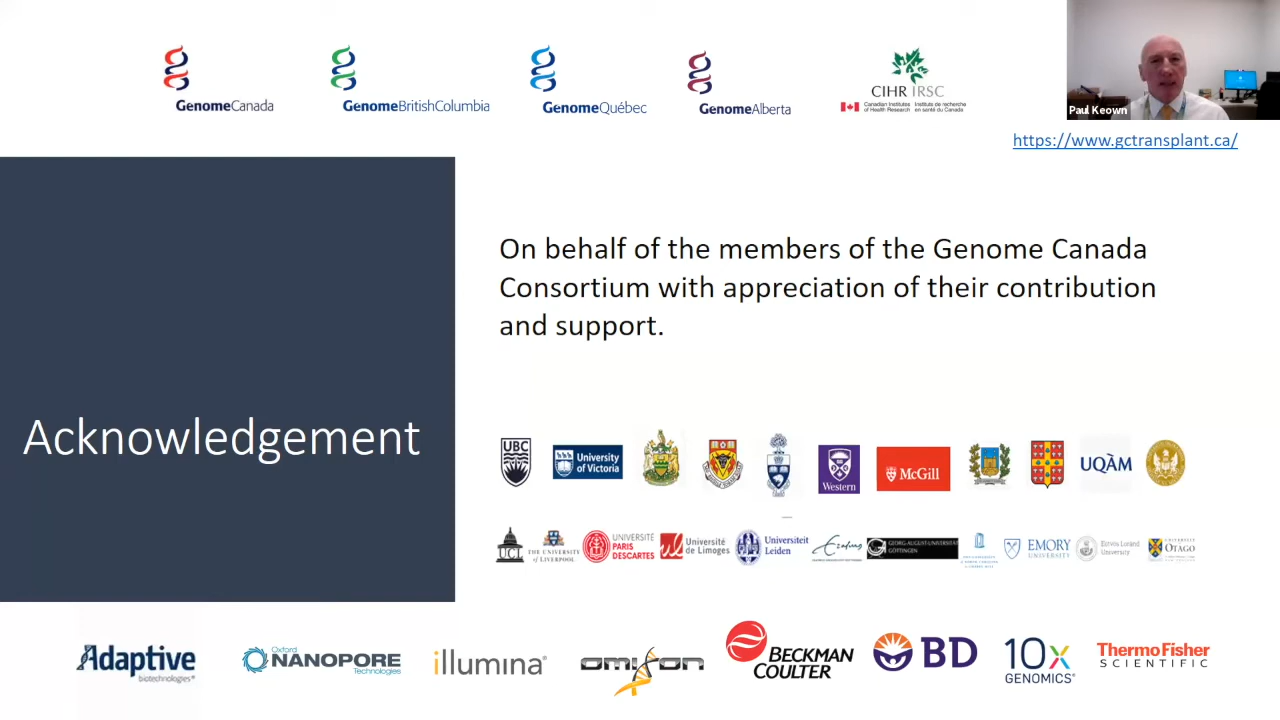 GenomeCanada
GenomeBritishColumbia
GenomeQuébec
GenomeAlberta
CIHR IRSC
Canadian Institutes of Health Research
Instituts de recherche en santé du Canada
Paul Keown
https://www.gctransplant.ca/
On behalf of the members of the Genome Canada
Consortium with appreciation of their contribution
and support.
Acknowledgement
UBC
University
of Victoria
Western
McGill
UQÀM
UCL
THE UNIVERSITY
of LIVERPOOL
UNIVERSITÉ
PARIS
DESCARTES
Université
de Limoges
Universiteit
Leiden
Erasmus
GEORG-AUGUST-UNIVERSITÄT
GÖTTINGEN
EMORY
UNIVERSITY
Eötvös Loránd
University
UNIVERSITY
OTAGO
Adaptive
biotechnologies
Oxford
NANOPORE
Technologies
illumina®
omixon
BECKMAN
COULTER
BD
10x
GENOMICS®
ThermoFisher
SCIENTIFIC